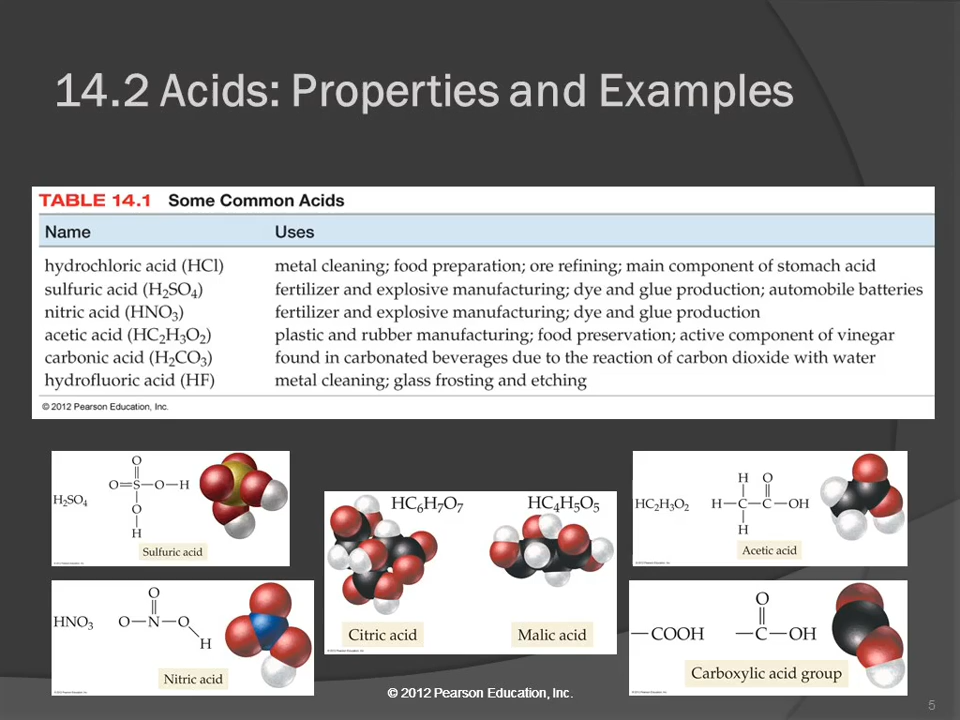 14.2 Acids: Properties and Examples
TABLE 14.1 Some Common Acids
Name Uses
hydrochloric acid (HCl) metal cleaning; food preparation; ore refining; main component of stomach acid
sulfuric acid (H₂SO₄) fertilizer and explosive manufacturing; dye and glue production; automobile batteries
nitric acid (HNO₃) fertilizer and explosive manufacturing; dye and glue production
acetic acid (HC₂H₃O₂) plastic and rubber manufacturing; food preservation; active component of vinegar
carbonic acid (H₂CO₃) found in carbonated beverages due to the reaction of carbon dioxide with water
hydrofluoric acid (HF) metal cleaning; glass frosting and etching
© 2012 Pearson Education, Inc.
O
O=S—O—H
H₂SO₄
O
H
Sulfuric acid
HC₆H₇O₇ HC₄H₅O₅
Citric acid Malic acid
H O
HC₂H₃O₂ H—C—C—OH
H
Acetic acid
O
HNO₃ O—N—O
H
Nitric acid
O
—COOH —C—OH
Carboxylic acid group
© 2012 Pearson Education, Inc.
5